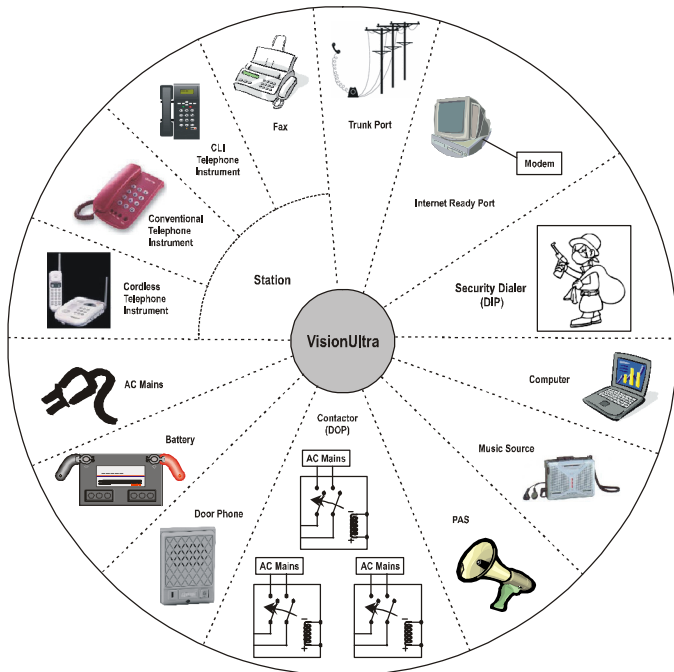 Fax
Trunk Port
CLI
Telephone
Instrument
Modem
Conventional
Telephone
Instrument
Internet Ready Port
Cordless
Telephone
Instrument
Station
Security Dialer
(DIP)
VisionUltra
AC Mains
Computer
Contactor
(DOP)
Battery
Music Source
AC Mains
Door Phone
PAS
AC Mains
AC Mains